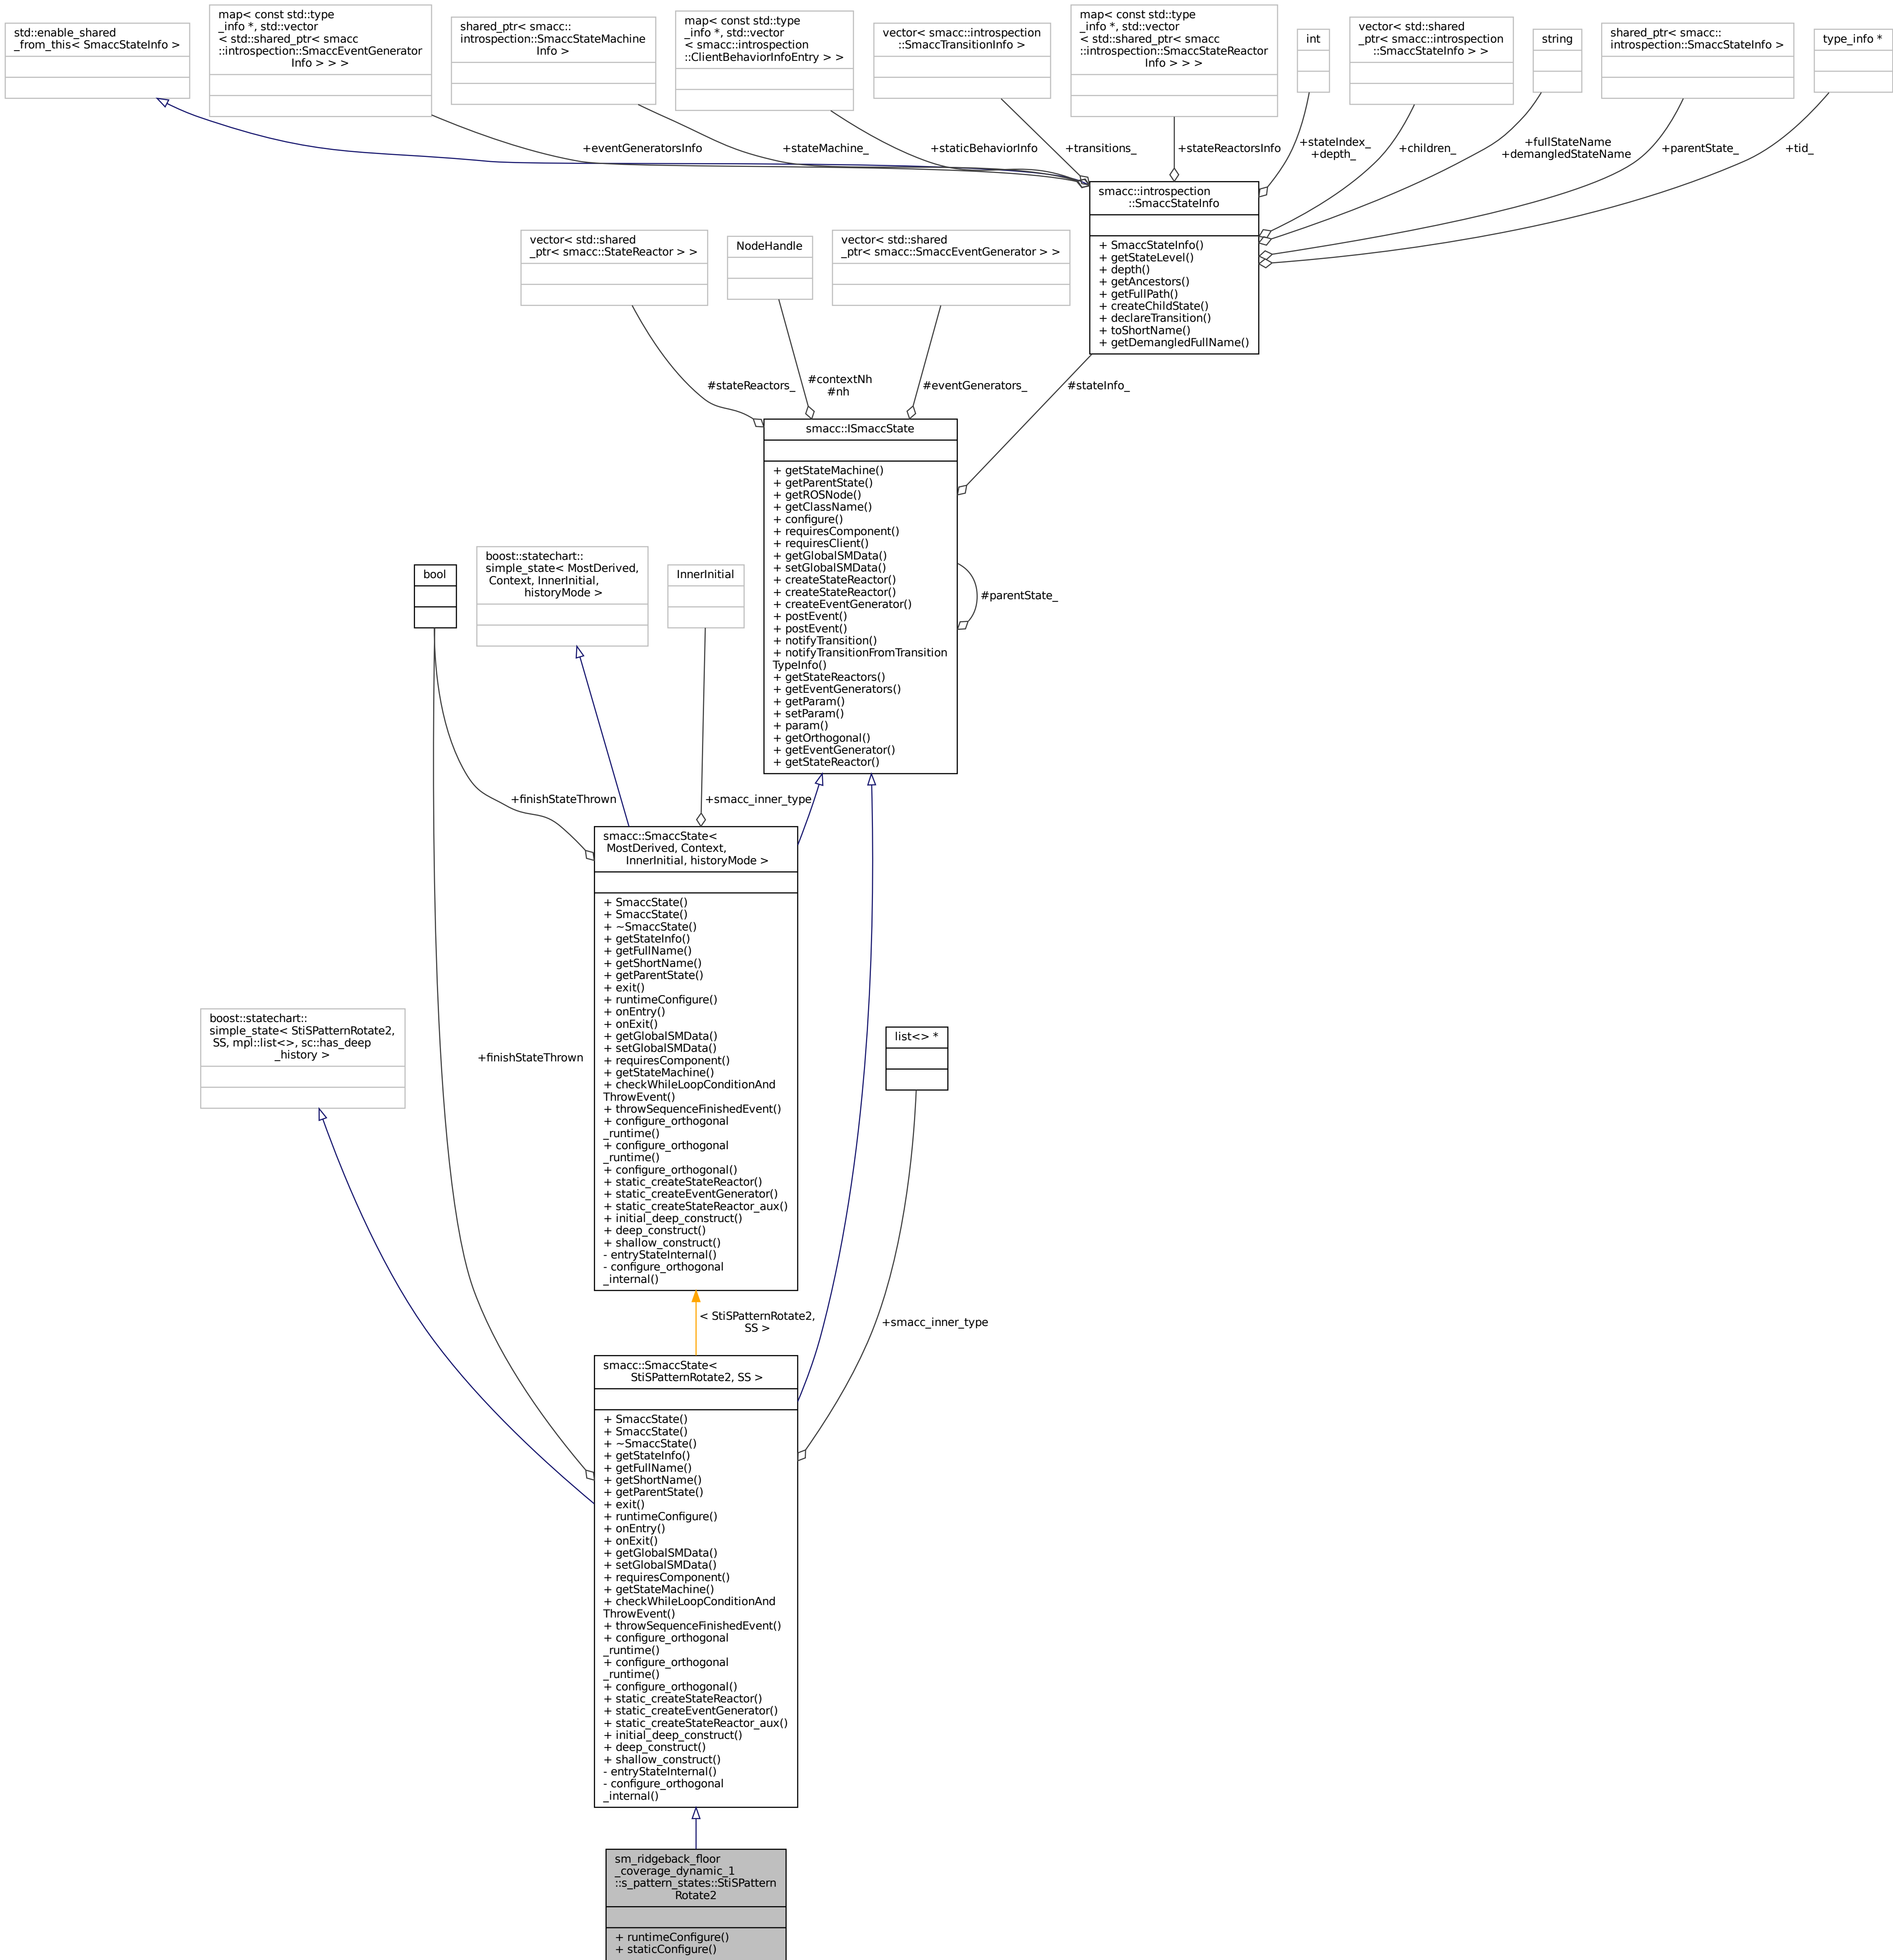 std::enable_shared
_from_this< SmaccStateInfo >
map< const std::type
_info *, std::vector
< std::shared_ptr< smacc
::introspection::SmaccEventGenerator
Info > > >
shared_ptr< smacc::
introspection::SmaccStateMachine
Info >
map< const std::type
_info *, std::vector
< smacc::introspection
::ClientBehaviorInfoEntry > >
vector< smacc::introspection
::SmaccTransitionInfo >
map< const std::type
_info *, std::vector
< std::shared_ptr< smacc
::introspection::SmaccStateReactor
Info > > >
int
vector< std::shared
_ptr< smacc::introspection
::SmaccStateInfo > >
string
shared_ptr< smacc::
introspection::SmaccStateInfo >
type_info *
+eventGeneratorsInfo
+stateMachine_
+staticBehaviorInfo
+transitions_
+stateReactorsInfo
+stateIndex_
+depth_
+children_
+fullStateName
+demangledStateName
+parentState_
+tid_
smacc::introspection
::SmaccStateInfo
+ SmaccStateInfo()
+ getStateLevel()
+ depth()
+ getAncestors()
+ getFullPath()
+ createChildState()
+ declareTransition()
+ toShortName()
+ getDemangledFullName()
vector< std::shared
_ptr< smacc::StateReactor > >
NodeHandle
vector< std::shared
_ptr< smacc::SmaccEventGenerator > >
#stateReactors_
#contextNh
#nh
#eventGenerators_
#stateInfo_
smacc::ISmaccState
+ getStateMachine()
+ getParentState()
+ getROSNode()
+ getClassName()
+ configure()
+ requiresComponent()
+ requiresClient()
+ getGlobalSMData()
+ setGlobalSMData()
+ createStateReactor()
+ createStateReactor()
+ createEventGenerator()
+ postEvent()
+ postEvent()
+ notifyTransition()
+ notifyTransitionFromTransition
TypeInfo()
+ getStateReactors()
+ getEventGenerators()
+ getParam()
+ setParam()
+ param()
+ getOrthogonal()
+ getEventGenerator()
+ getStateReactor()
#parentState_
bool
boost::statechart::
simple_state< MostDerived,
Context, InnerInitial,
historyMode >
InnerInitial
+finishStateThrown
+smacc_inner_type
smacc::SmaccState<
MostDerived, Context,
InnerInitial, historyMode >
+ SmaccState()
+ SmaccState()
+ ~SmaccState()
+ getStateInfo()
+ getFullName()
+ getShortName()
+ getParentState()
+ exit()
+ runtimeConfigure()
+ onEntry()
+ onExit()
+ getGlobalSMData()
+ setGlobalSMData()
+ requiresComponent()
+ getStateMachine()
+ checkWhileLoopConditionAnd
ThrowEvent()
+ throwSequenceFinishedEvent()
+ configure_orthogonal
_runtime()
+ configure_orthogonal
_runtime()
+ configure_orthogonal()
+ static_createStateReactor()
+ static_createEventGenerator()
+ static_createStateReactor_aux()
+ initial_deep_construct()
+ deep_construct()
+ shallow_construct()
- entryStateInternal()
- configure_orthogonal
_internal()
boost::statechart::
simple_state< StiSPatternRotate2,
SS, mpl::list<>, sc::has_deep
_history >
+finishStateThrown
list<> *
< StiSPatternRotate2,
SS >
+smacc_inner_type
smacc::SmaccState<
StiSPatternRotate2, SS >
+ SmaccState()
+ SmaccState()
+ ~SmaccState()
+ getStateInfo()
+ getFullName()
+ getShortName()
+ getParentState()
+ exit()
+ runtimeConfigure()
+ onEntry()
+ onExit()
+ getGlobalSMData()
+ setGlobalSMData()
+ requiresComponent()
+ getStateMachine()
+ checkWhileLoopConditionAnd
ThrowEvent()
+ throwSequenceFinishedEvent()
+ configure_orthogonal
_runtime()
+ configure_orthogonal
_runtime()
+ configure_orthogonal()
+ static_createStateReactor()
+ static_createEventGenerator()
+ static_createStateReactor_aux()
+ initial_deep_construct()
+ deep_construct()
+ shallow_construct()
- entryStateInternal()
- configure_orthogonal
_internal()
sm_ridgeback_floor
_coverage_dynamic_1
::s_pattern_states::StiSPattern
Rotate2
+ runtimeConfigure()
+ staticConfigure()